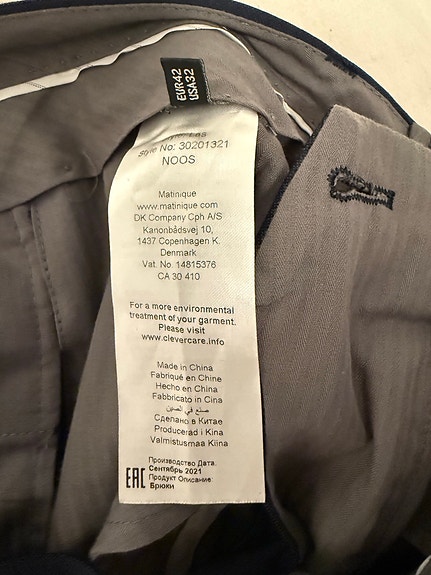 EUR42
USA32
Style No: 30201321
NOOS
Matinique
www.matinique.com
DK Company Cph A/S
Kanonbådsvej 10,
1437 Copenhagen K.
Denmark
Vat. No. 14815376
CA 30 410
For a more environmental
treatment of your garment.
Please visit
www.clevercare.info
Made in China
Fabriqué en Chine
Hecho en China
Fabbricato in Cina
صنع في الصين
Сделано в Китае
Producerad i Kina
Valmistusmaa Kiina
EAC
Производство Дата:
Сентябрь 2021
Продукт Описание:
Брюки